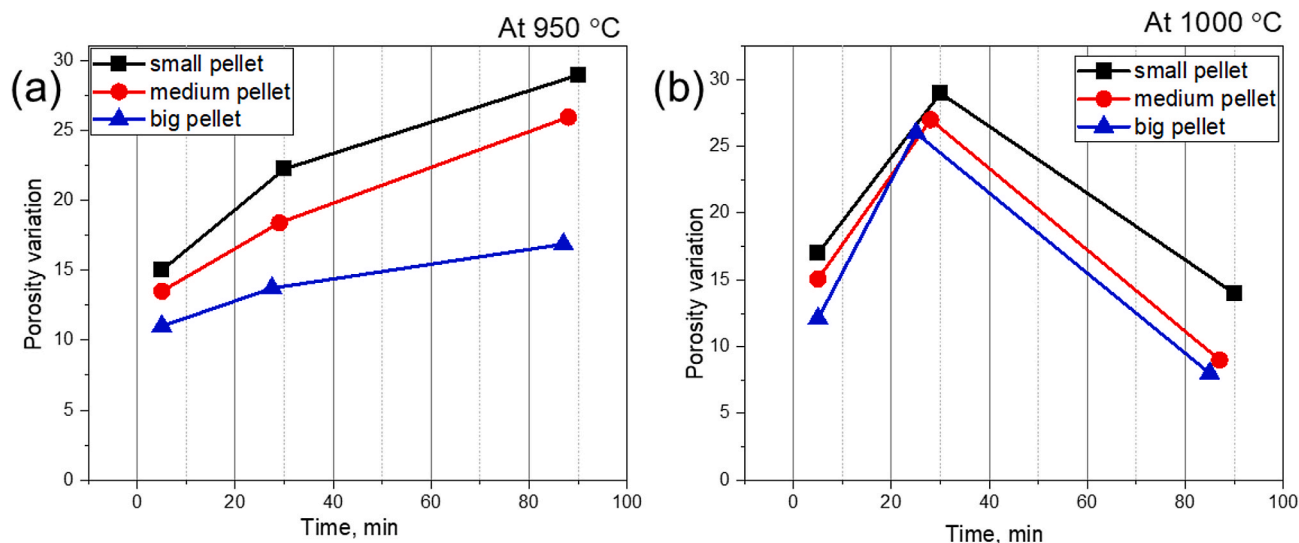 At 950 °C
(a)
small pellet
medium pellet
big pellet
Porosity variation
30
25
20
15
10
5
0
0 20 40 60 80 100
Time, min
At 1000 °C
(b)
small pellet
medium pellet
big pellet
Porosity variation
30
25
20
15
10
5
0
0 20 40 60 80 100
Time, min